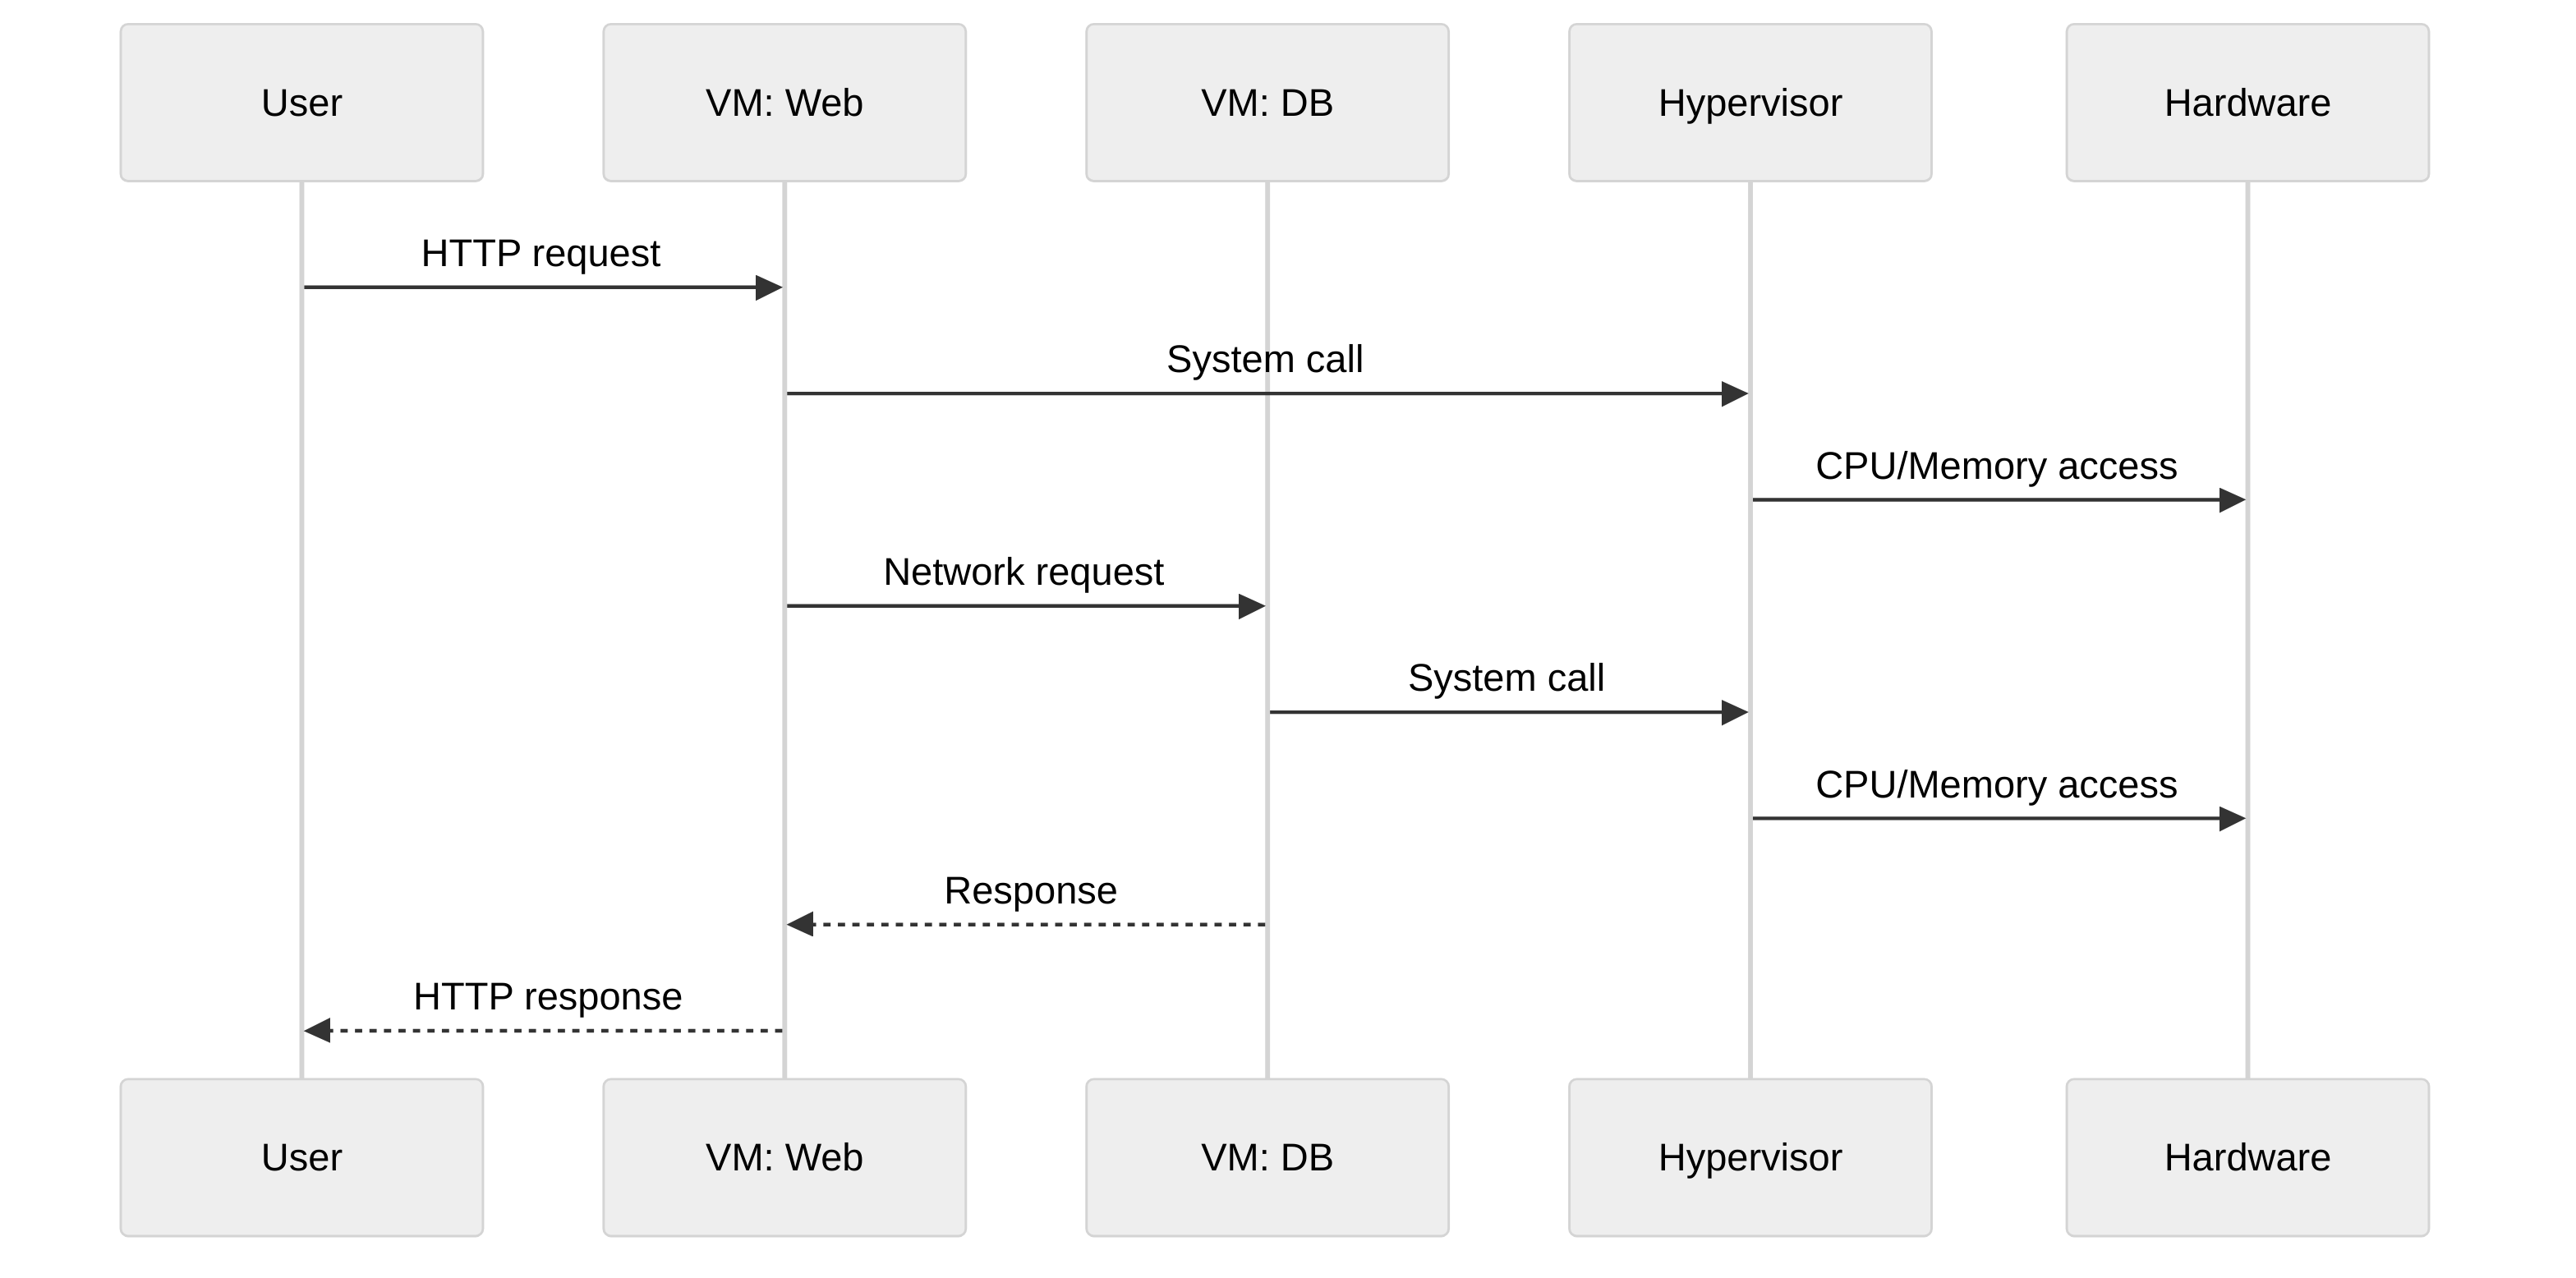 User
VM: Web
VM: DB
Hypervisor
Hardware
HTTP request
System call
CPU/Memory access
Network request
System call
CPU/Memory access
Response
HTTP response
User
VM: Web
VM: DB
Hypervisor
Hardware